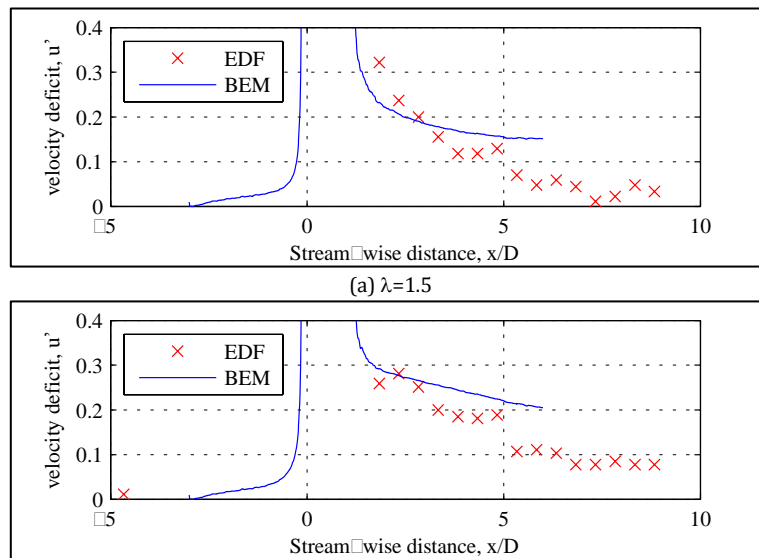 0.4
EDF
BEM
0.3
0.2
0.1
0
velocity deficit, u'
□5 0 5 10
Stream□wise distance, x/D
(a) λ=1.5
0.4
EDF
BEM
0.3
0.2
0.1
0
velocity deficit, u'
□5 0 5 10
Stream□wise distance, x/D